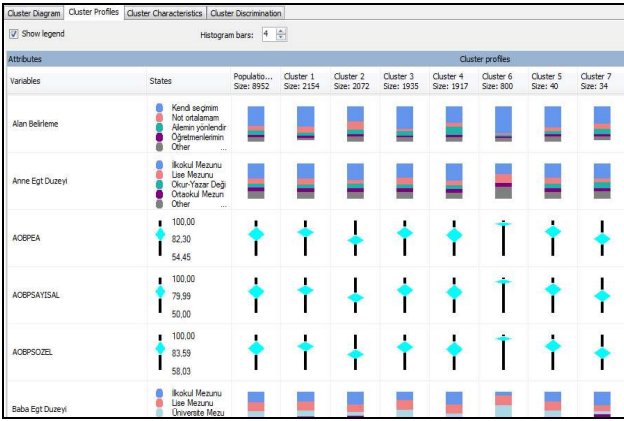 Cluster Diagram Cluster Profiles Cluster Characteristics Cluster Discrimination
Show legend Histogram bars: 4
Attributes Cluster profiles
Variables States Populatio... Size: 8952 Cluster 1 Size: 2154 Cluster 2 Size: 2072 Cluster 3 Size: 1935 Cluster 4 Size: 1917 Cluster 6 Size: 800 Cluster 5 Size: 40 Cluster 7 Size: 34
Alan Belirleme
Kendi seçimim
Not ortalamam
Ailemin yönlendir
Öğretmenlerimin
Other ...
Anne Egt Duzeyi
İlkokul Mezunu
Lise Mezunu
Okur-Yazar Deği
Ortaokul Mezun
Other ...
AOBPEA
100,00
82,30
54,45
AOBPSAYISAL
100,00
79,99
50,00
AOBPSOZEL
100,00
83,59
58,03
Baba Egt Duzeyi
İlkokul Mezunu
Lise Mezunu
Üniversite Mezu